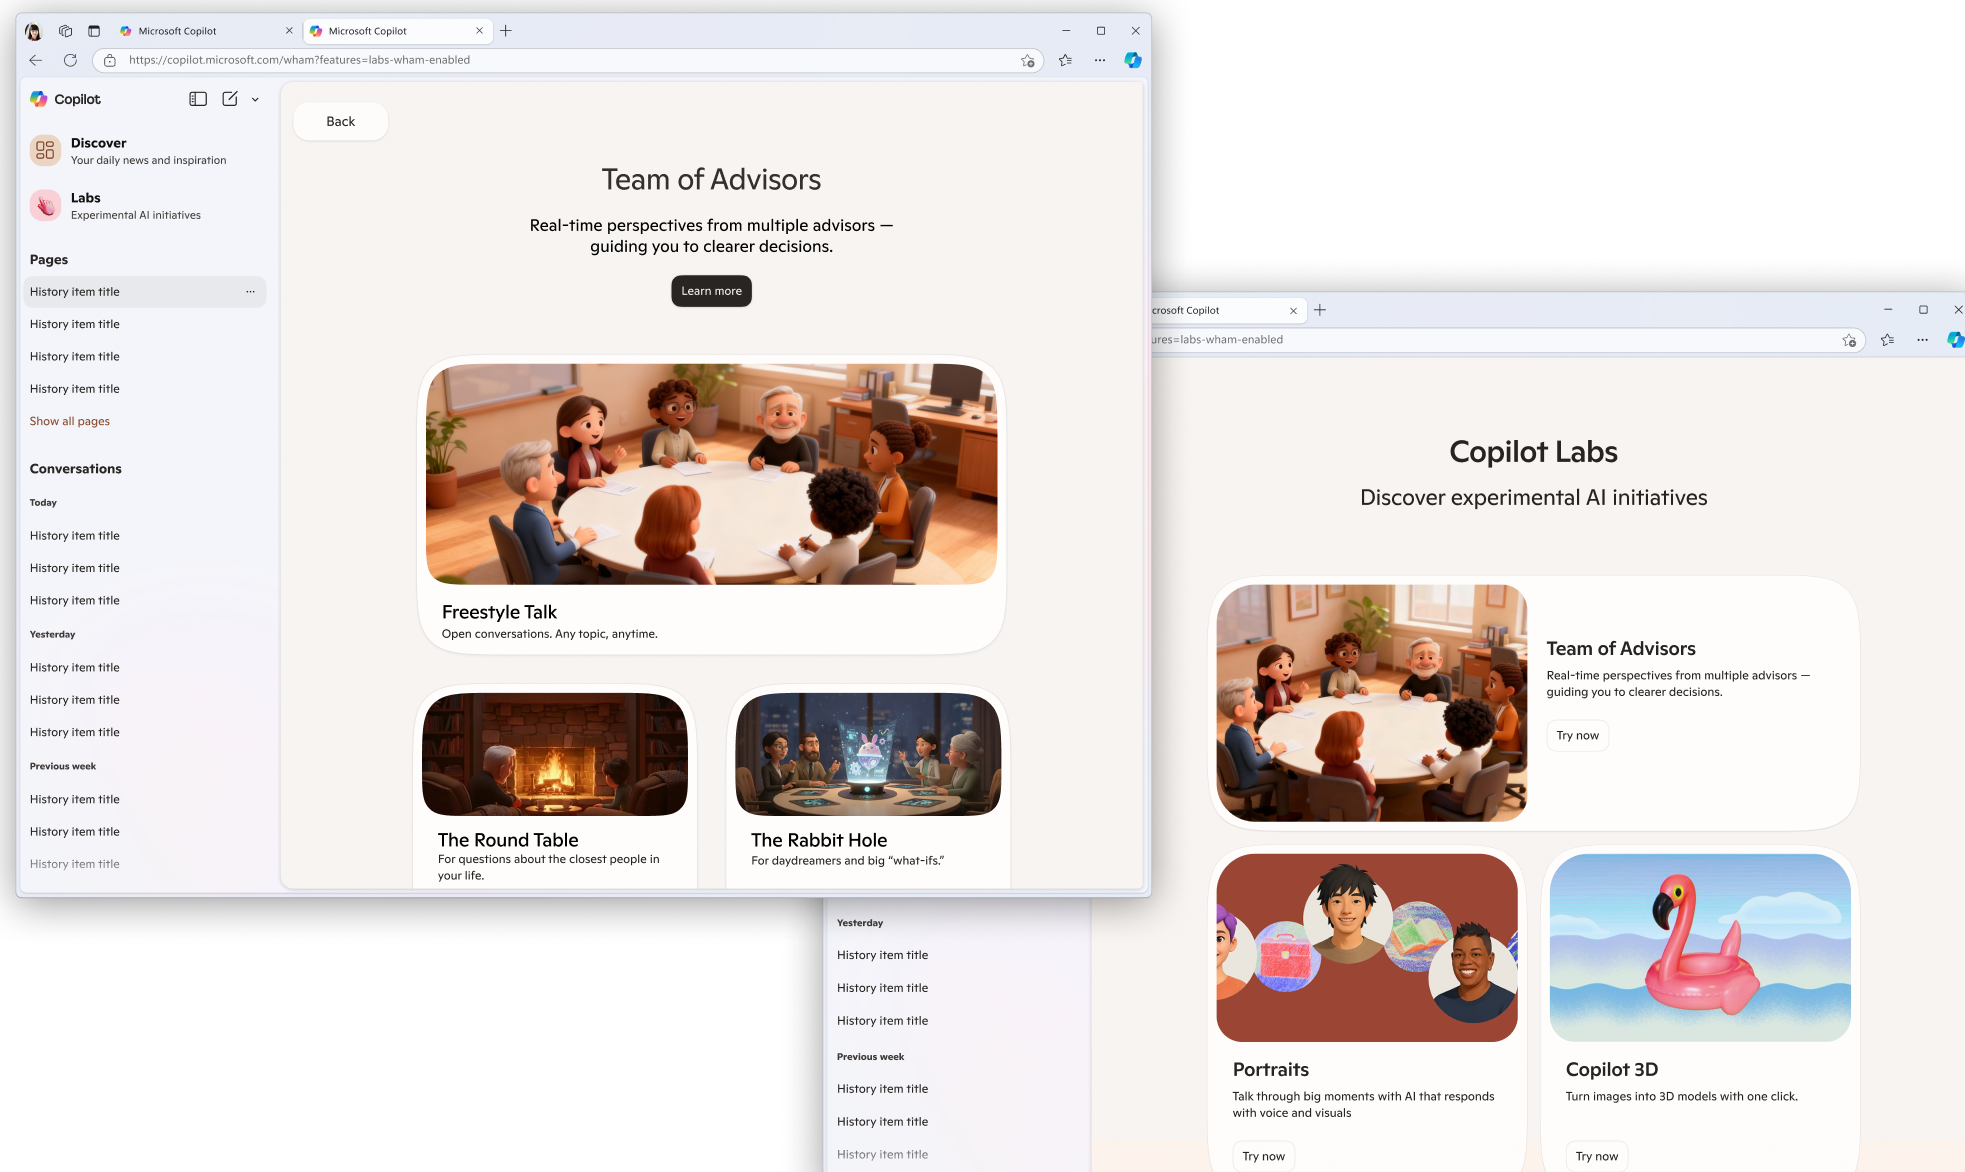 Microsoft Copilot
Microsoft Copilot
https://copilot.microsoft.com/wham?features=labs-wham-enabled
Copilot
Discover
Your daily news and inspiration
Labs
Experimental AI initiatives
Pages
History item title
History item title
History item title
History item title
Show all pages
Conversations
Today
History item title
History item title
History item title
Yesterday
History item title
History item title
History item title
Previous week
History item title
History item title
History item title
Back
Team of Advisors
Real-time perspectives from multiple advisors —
guiding you to clearer decisions.
Learn more
Freestyle Talk
Open conversations. Any topic, anytime.
The Round Table
For questions about the closest people in
your life.
The Rabbit Hole
For daydreamers and big “what-ifs.”
crosoft Copilot
ures=labs-wham-enabled
Yesterday
History item title
History item title
History item title
Previous week
History item title
History item title
History item title
Copilot Labs
Discover experimental AI initiatives
Team of Advisors
Real-time perspectives from multiple advisors —
guiding you to clearer decisions.
Try now
Portraits
Talk through big moments with AI that responds
with voice and visuals
Try now
Copilot 3D
Turn images into 3D models with one click.
Try now